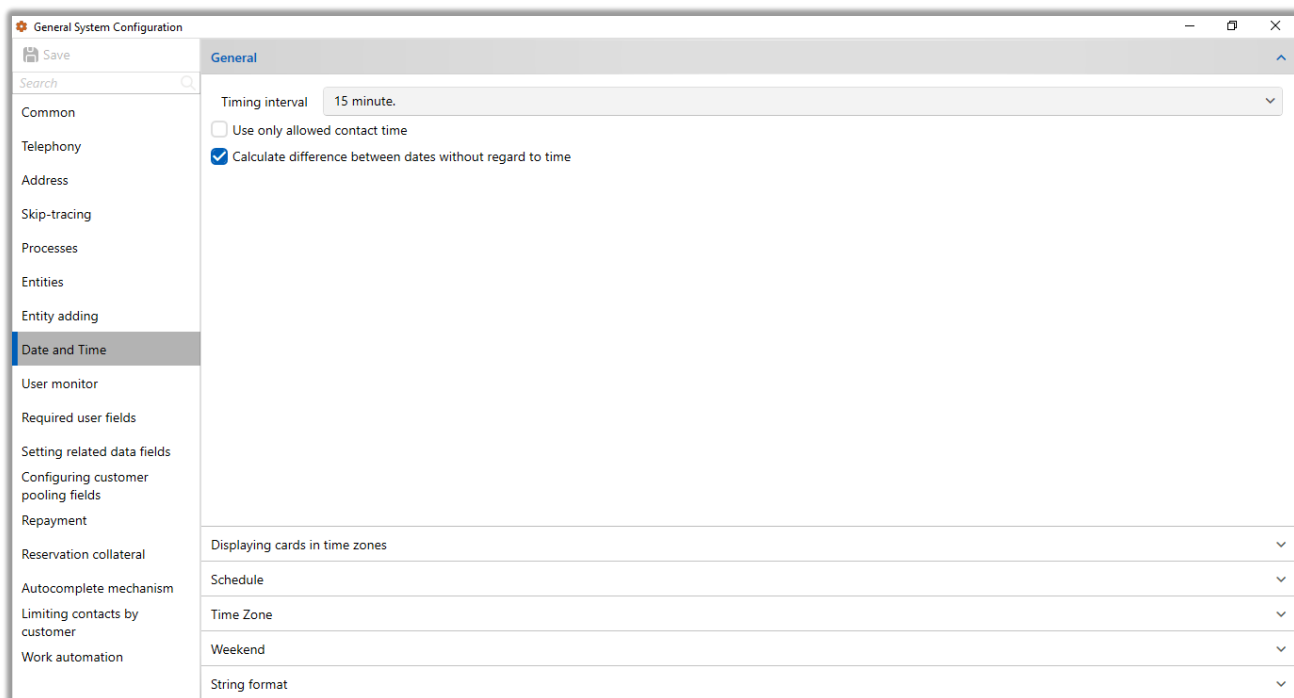 General System Configuration
Save
Search
Common
Telephony
Address
Skip-tracing
Processes
Entities
Entity adding
Date and Time
User monitor
Required user fields
Setting related data fields
Configuring customer
pooling fields
Repayment
Reservation collateral
Autocomplete mechanism
Limiting contacts by
customer
Work automation
General
Timing interval 15 minute.
Use only allowed contact time
Calculate difference between dates without regard to time
Displaying cards in time zones
Schedule
Time Zone
Weekend
String format